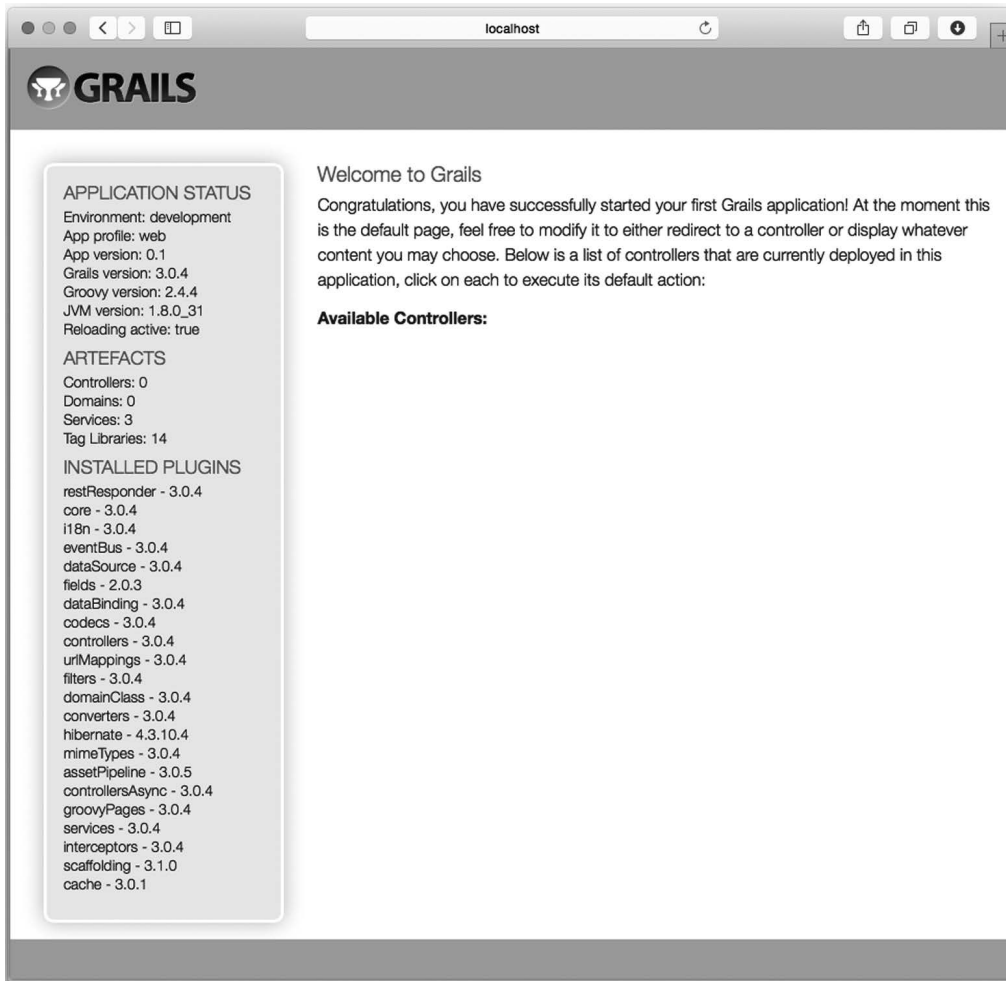 localhost
GRAILS
APPLICATION STATUS
Environment: development
App profile: web
App version: 0.1
Grails version: 3.0.4
Groovy version: 2.4.4
JVM version: 1.8.0_31
Reloading active: true
ARTEFACTS
Controllers: 0
Domains: 0
Services: 3
Tag Libraries: 14
INSTALLED PLUGINS
restResponder - 3.0.4
core - 3.0.4
i18n - 3.0.4
eventBus - 3.0.4
dataSource - 3.0.4
fields - 2.0.3
dataBinding - 3.0.4
codecs - 3.0.4
controllers - 3.0.4
urlMappings - 3.0.4
filters - 3.0.4
domainClass - 3.0.4
converters - 3.0.4
hibernate - 4.3.10.4
mimeTypes - 3.0.4
assetPipeline - 3.0.5
controllersAsync - 3.0.4
groovyPages - 3.0.4
services - 3.0.4
interceptors - 3.0.4
scaffolding - 3.1.0
cache - 3.0.1
Welcome to Grails
Congratulations, you have successfully started your first Grails application! At the moment this
is the default page, feel free to modify it to either redirect to a controller or display whatever
content you may choose. Below is a list of controllers that are currently deployed in this
application, click on each to execute its default action:
Available Controllers: